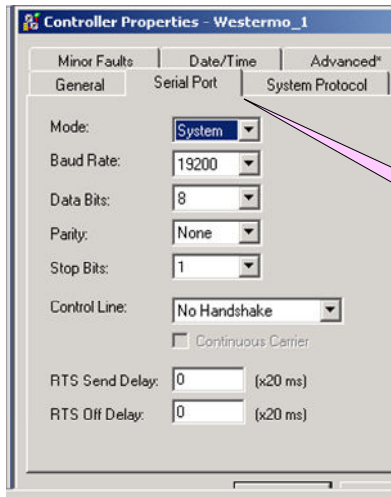 Controller Properties - Westermo_1
Minor Faults Date/Time Advanced*
General Serial Port System Protocol
Mode: System
Baud Rate: 19200
Data Bits: 8
Parity: None
Stop Bits: 1
Control Line: No Handshake
Continuous Carrier
RTS Send Delay: 0 (x20 ms)
RTS Off Delay: 0 (x20 ms)